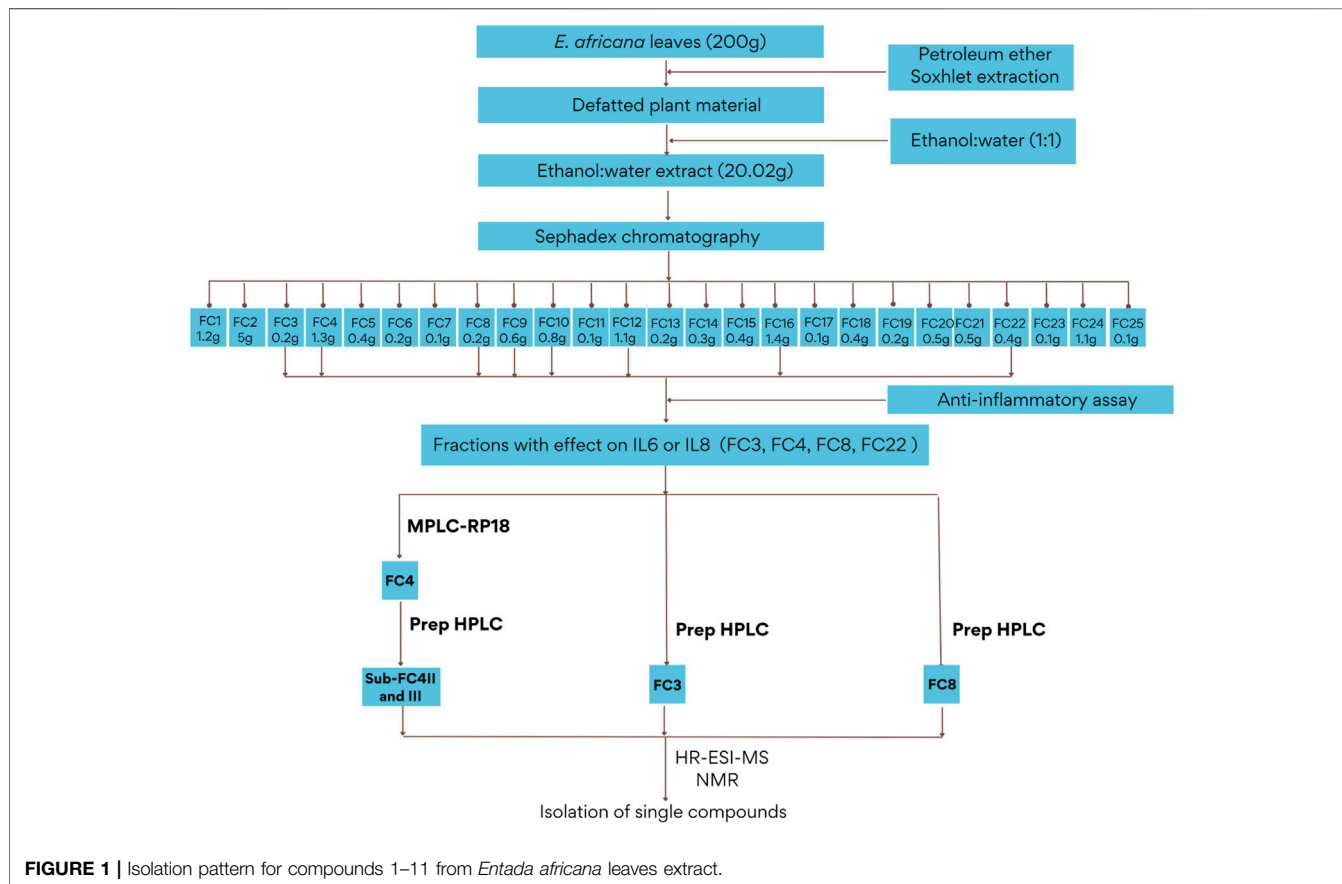 E. africana leaves (200g)
Petroleum ether
Soxhlet extraction
Defatted plant material
Ethanol:water (1:1)
Ethanol:water extract (20.02g)
Sephadex chromatography
FC1 FC2 FC3 FC4 FC5 FC6 FC7 FC8 FC9 FC10 FC11 FC12 FC13 FC14 FC15 FC16 FC17 FC18 FC19 FC20 FC21 FC22 FC23 FC24 FC25
1.2g 5g 0.2g 1.3g 0.4g 0.2g 0.1g 0.2g 0.6g 0.8g 0.1g 1.1g 0.2g 0.3g 0.4g 1.4g 0.1g 0.4g 0.2g 0.5g 0.5g 0.4g 0.1g 1.1g 0.1g
Anti-inflammatory assay
Fractions with effect on IL6 or IL8 (FC3, FC4, FC8, FC22 )
MPLC-RP18
FC4
Prep HPLC Prep HPLC Prep HPLC
Sub-FC4II
and III
FC3
FC8
HR-ESI-MS
NMR
Isolation of single compounds
FIGURE 1 | Isolation pattern for compounds 1–11 from Entada africana leaves extract.